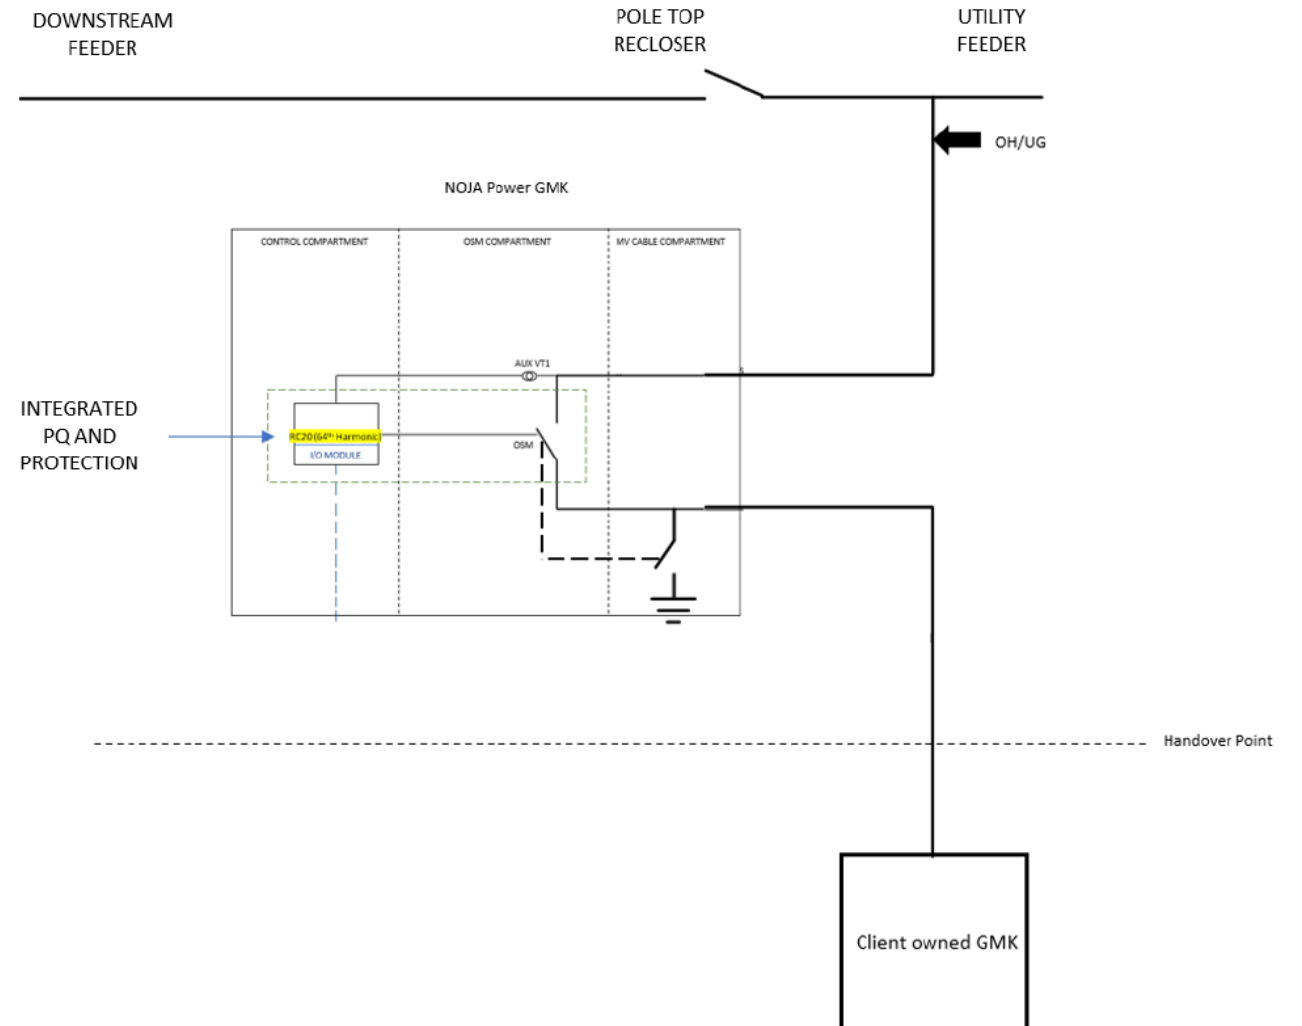 DOWNSTREAM
FEEDER
POLE TOP
RECLOSER
UTILITY
FEEDER
OH/UG
NOJA Power GMK
CONTROL COMPARTMENT
OSM COMPARTMENT
MV CABLE COMPARTMENT
AUX VT1
INTEGRATED
PQ AND
PROTECTION
RC20 (64th Harmonic)
I/O MODULE
OSM
Handover Point
Client owned GMK